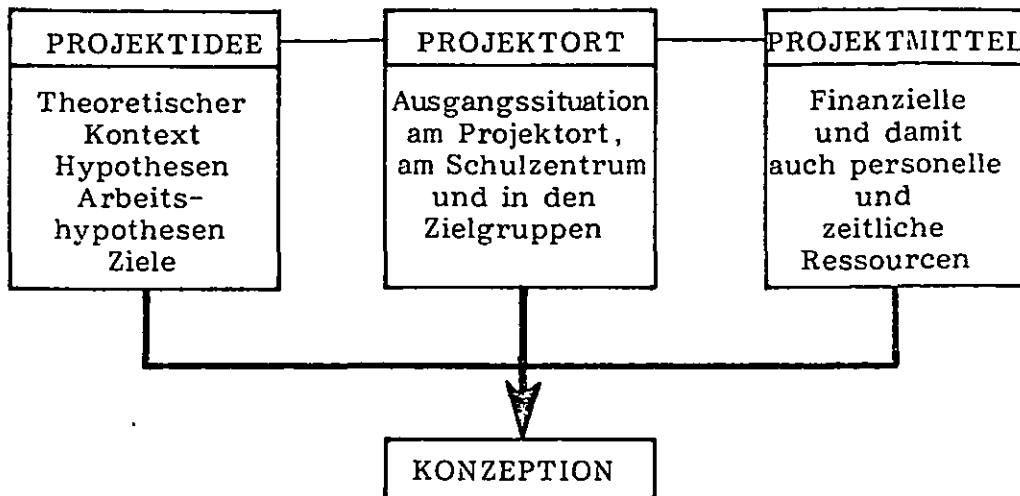 PROJEKTIDEE
Theoretischer
Kontext
Hypothesen
Arbeits-
hypothesen
Ziele
PROJEKTORT
Ausgangssituation
am Projektort,
am Schulzentrum
und in den
Zielgruppen
PROJEKTMITTEL
Finanzielle
und damit
auch personelle
und
zeitliche
Ressourcen
KONZEPTION